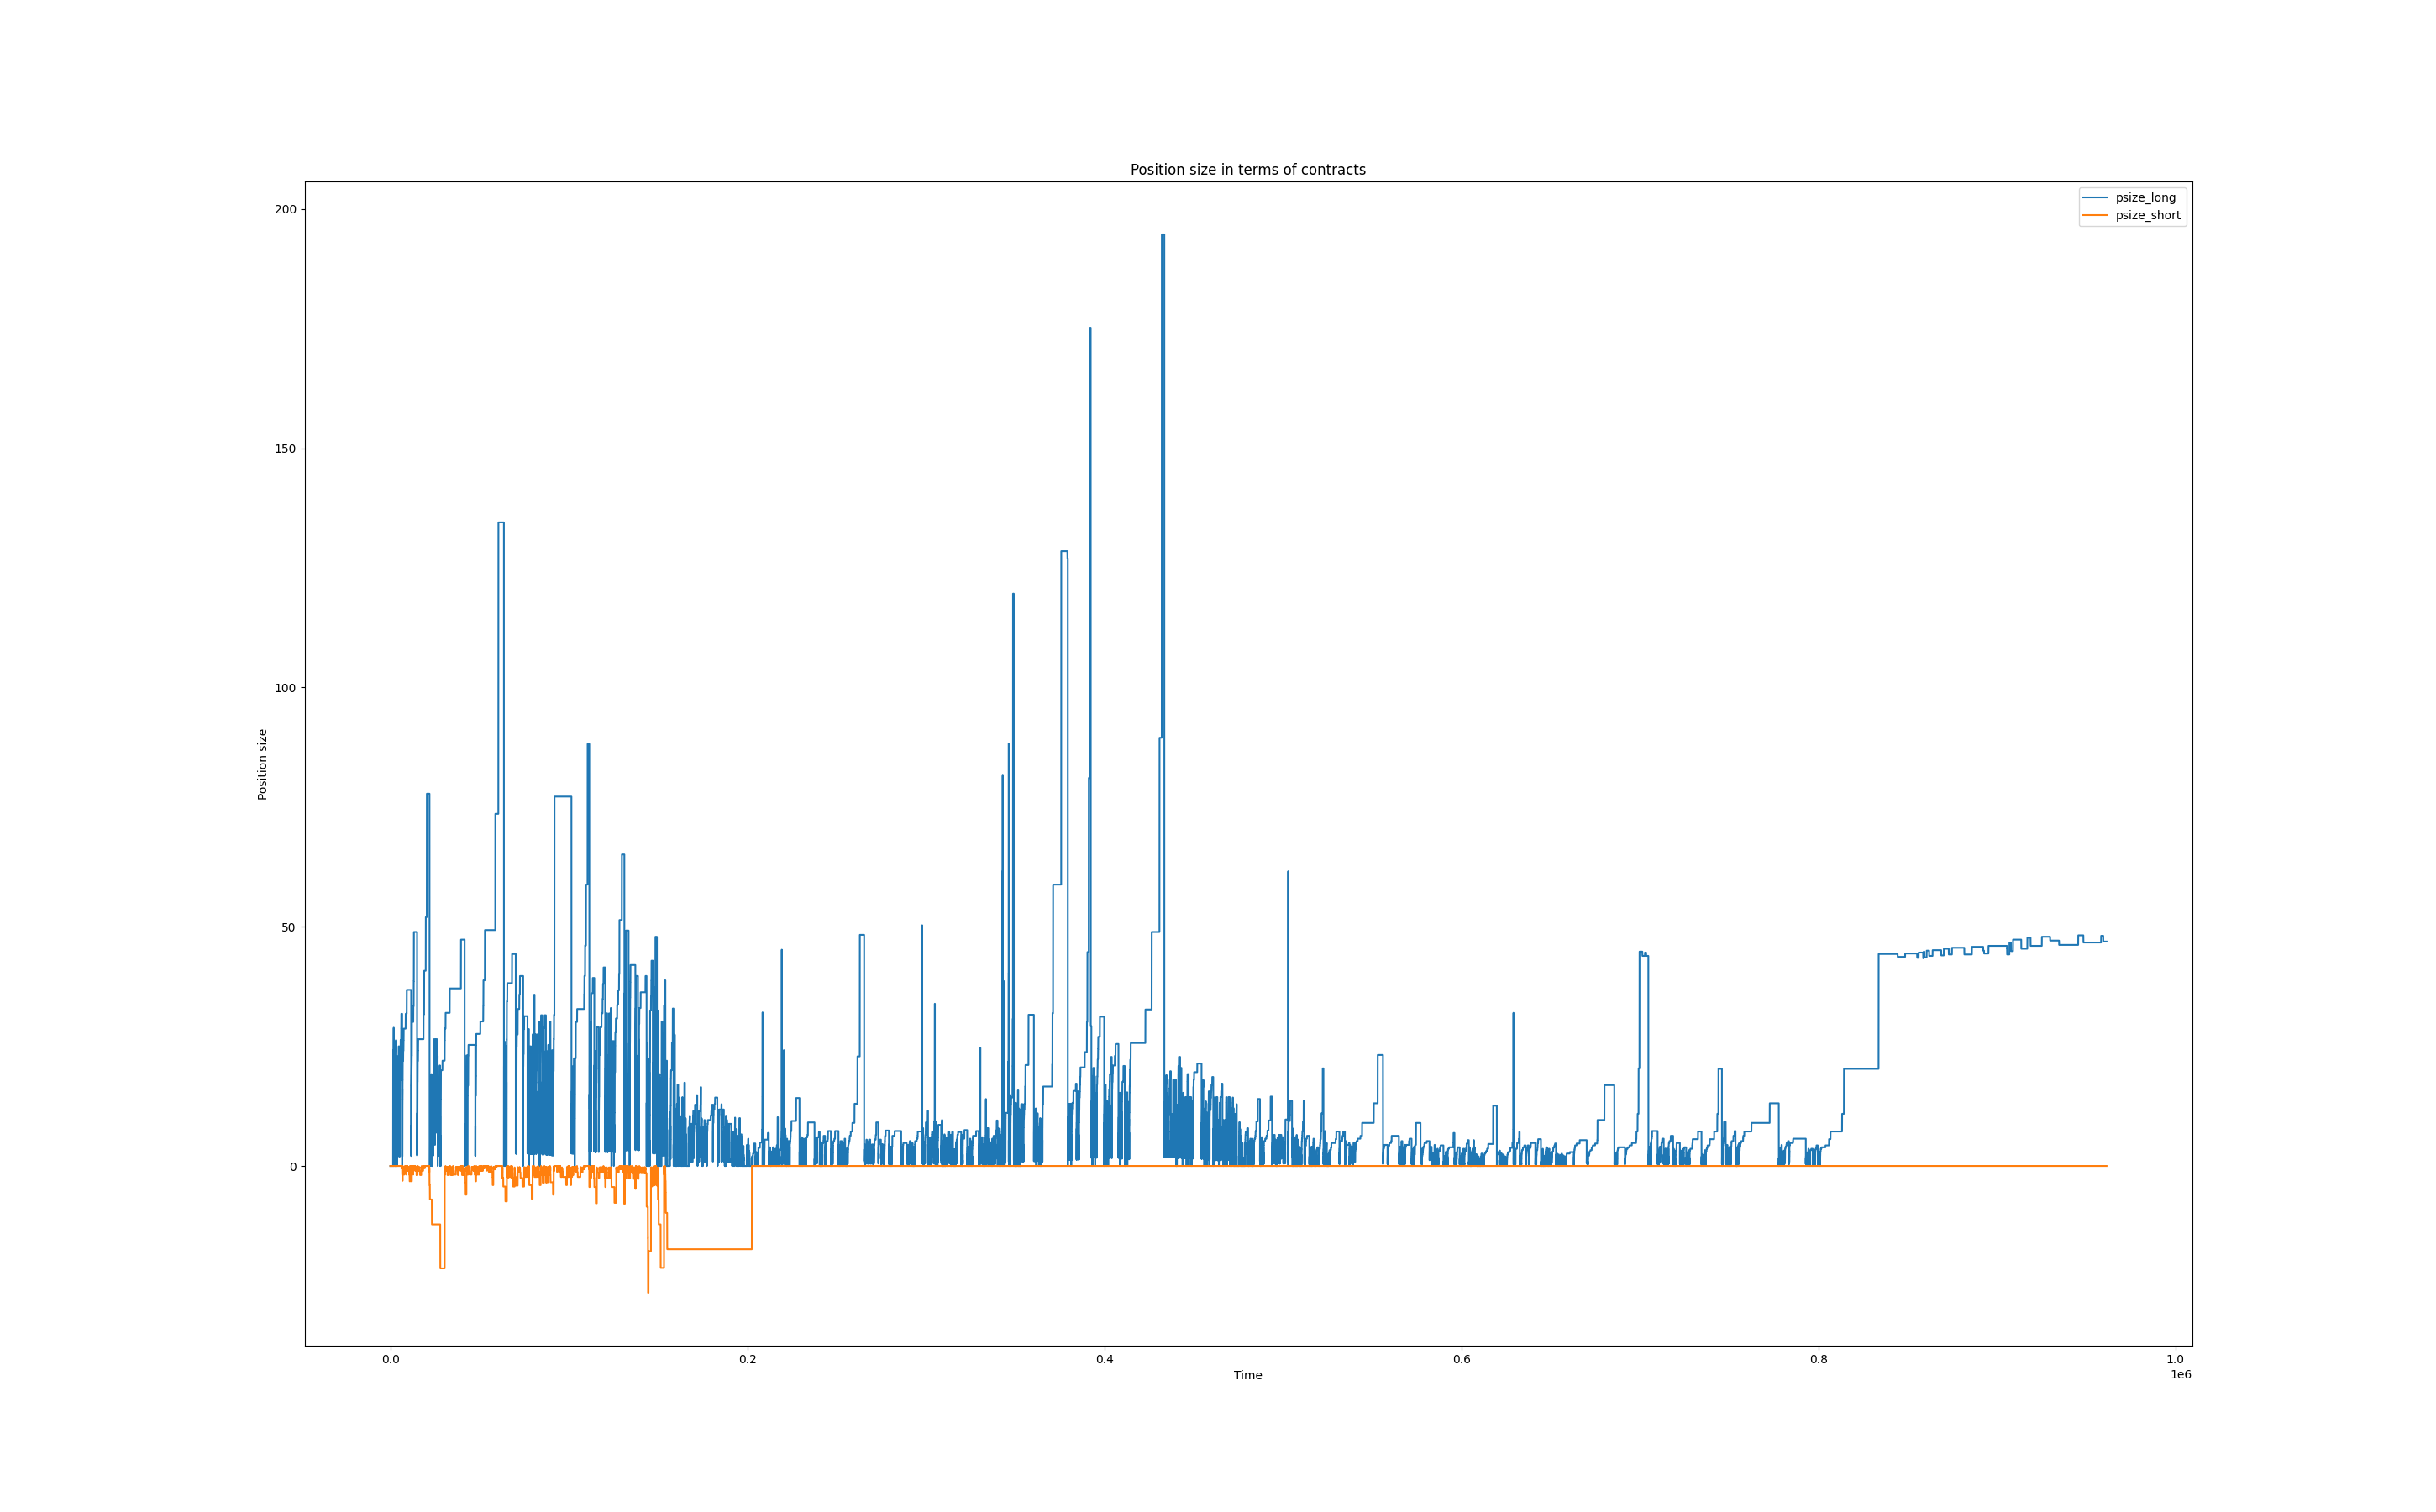 Position size in terms of contracts
psize_long
psize_short
200
150
100
50
0
Position size
0.0 0.2 0.4 0.6 0.8 1.0
1e6
Time